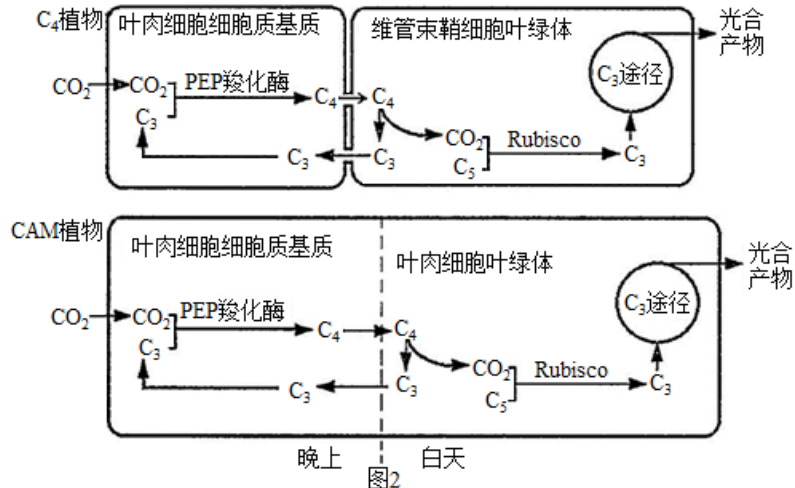 C₄植物
叶肉细胞细胞质基质
维管束鞘细胞叶绿体
光合
产物
CO₂ CO₂ PEP羧化酶 C₄ C₄ C₃途径
C₃ CO₂ Rubisco
C₃ C₃ C₅ C₃
CAM植物
叶肉细胞细胞质基质
叶肉细胞叶绿体
光合
产物
CO₂ CO₂ PEP羧化酶 C₄ C₄ C₃途径
C₃ CO₂ Rubisco
C₃ C₃ C₅ C₃
晚上 白天
图2